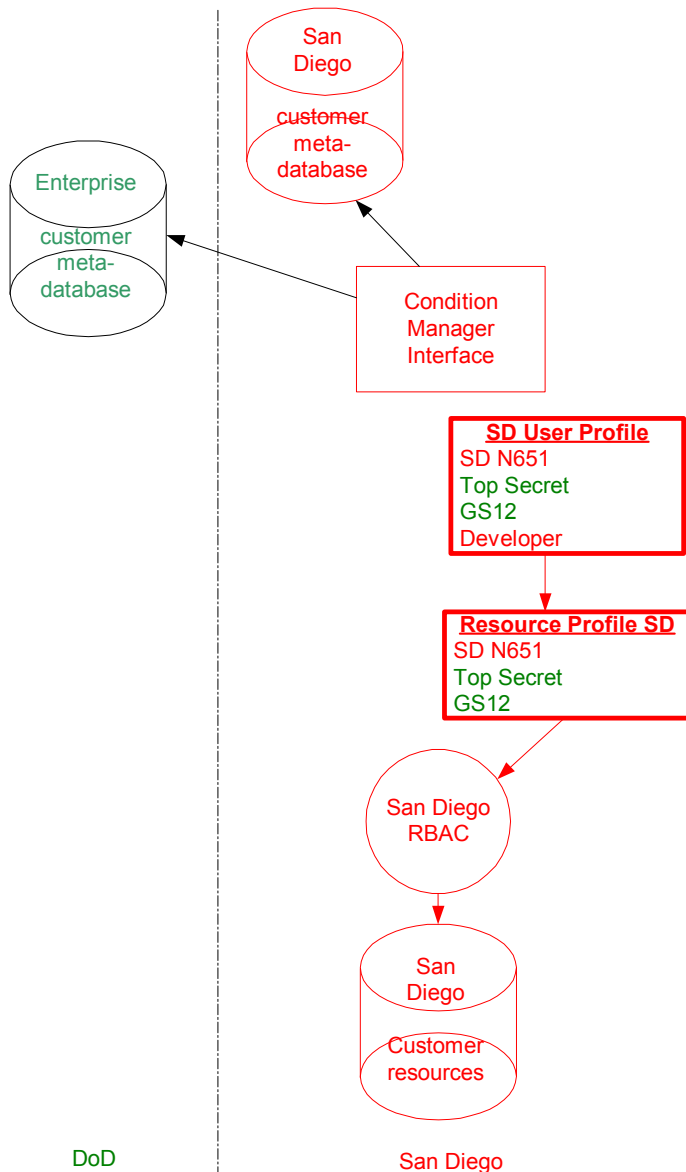 San
Diego
customer
meta-
database
Enterprise
customer
meta-
database
Condition
Manager
Interface
SD User Profile
SD N651
Top Secret
GS12
Developer
Resource Profile SD
SD N651
Top Secret
GS12
San Diego
RBAC
San
Diego
Customer
resources
DoD
San Diego